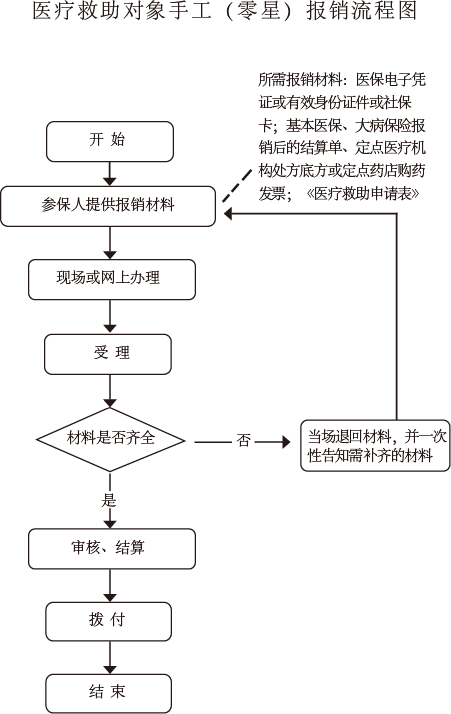 医疗救助对象手工（零星）报销流程图
所需报销材料：医保电子凭
证或有效身份证件或社保
卡；基本医保、大病保险报
销后的结算单、定点医疗机
构处方底方或定点药店购药
发票；《医疗救助申请表》
开 始
参保人提供报销材料
现场或网上办理
受 理
材料是否齐全
否
当场退回材料，并一次
性告知需补齐的材料
是
审核、结算
拨 付
结 束